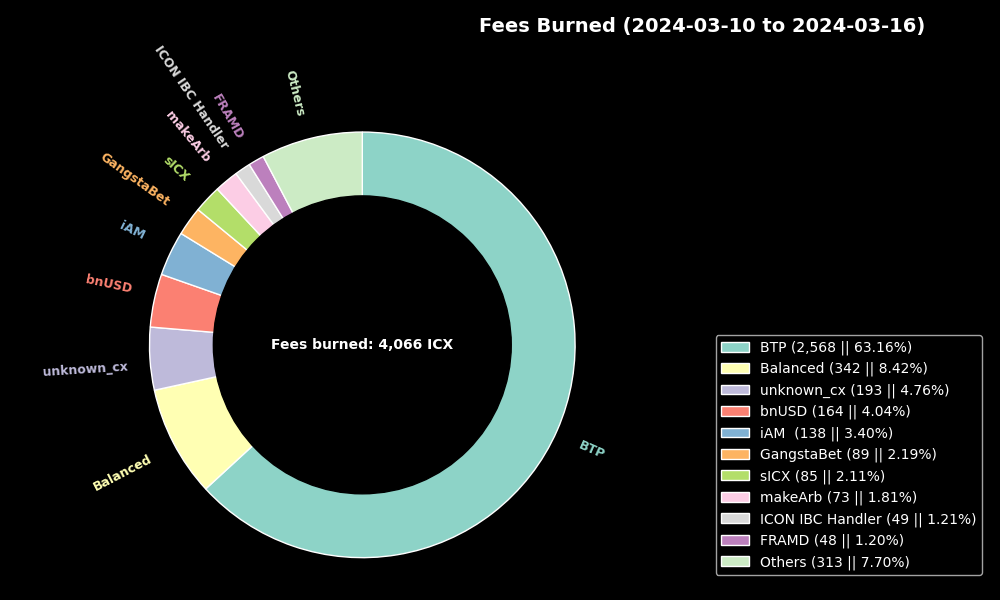 Fees Burned (2024-03-10 to 2024-03-16)
Others
ICON IBC Handler
FRAMD
makeArb
sICX
GangstaBet
iAM
bnUSD
unknown_cx
Balanced
BTP
Fees burned: 4,066 ICX
BTP (2,568 || 63.16%)
Balanced (342 || 8.42%)
unknown_cx (193 || 4.76%)
bnUSD (164 || 4.04%)
iAM  (138 || 3.40%)
GangstaBet (89 || 2.19%)
sICX (85 || 2.11%)
makeArb (73 || 1.81%)
ICON IBC Handler (49 || 1.21%)
FRAMD (48 || 1.20%)
Others (313 || 7.70%)